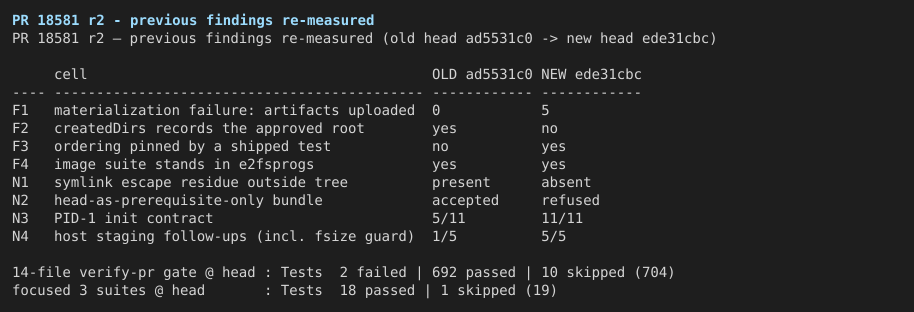 PR 18581 r2 - previous findings re-measured
PR 18581 r2 — previous findings re-measured (old head ad5531c0 -> new head ede31cbc)
cell OLD ad5531c0 NEW ede31cbc
---- --------------------------------------------- ------------ ------------
F1 materialization failure: artifacts uploaded 0 5
F2 createdDirs records the approved root yes no
F3 ordering pinned by a shipped test no yes
F4 image suite stands in e2fsprogs yes yes
N1 symlink escape residue outside tree present absent
N2 head-as-prerequisite-only bundle accepted refused
N3 PID-1 init contract 5/11 11/11
N4 host staging follow-ups (incl. fsize guard) 1/5 5/5
14-file verify-pr gate @ head : Tests 2 failed | 692 passed | 10 skipped (704)
focused 3 suites @ head : Tests 18 passed | 1 skipped (19)